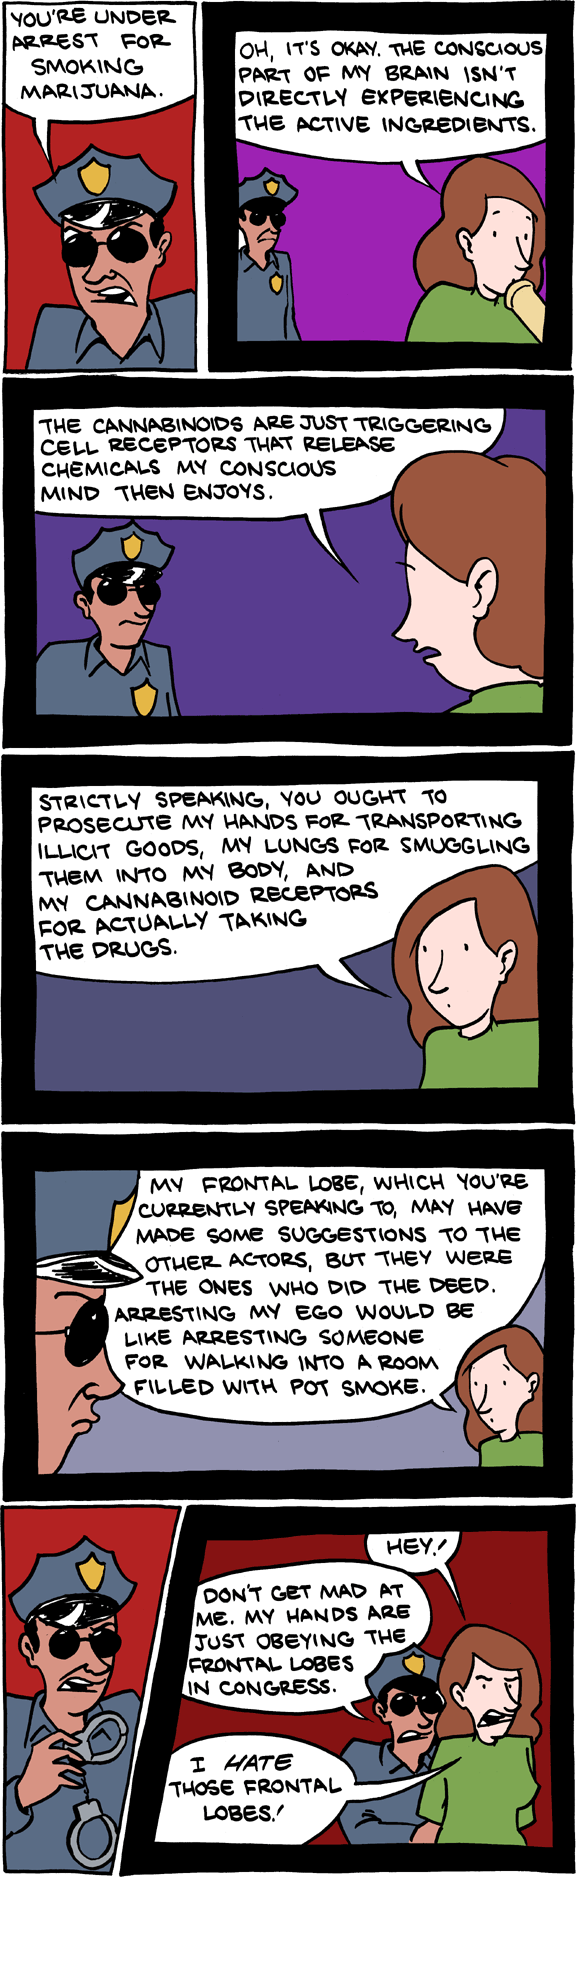 YOU'RE UNDER
ARREST FOR
SMOKING
MARIJUANA.
OH, IT'S OKAY. THE CONSCIOUS
PART OF MY BRAIN ISN'T
DIRECTLY EXPERIENCING
THE ACTIVE INGREDIENTS.
THE CANNABINOIDS ARE JUST TRIGGERING
CELL RECEPTORS THAT RELEASE
CHEMICALS MY CONSCIOUS
MIND THEN ENJOYS.
STRICTLY SPEAKING, YOU OUGHT TO
PROSECUTE MY HANDS FOR TRANSPORTING
ILLICIT GOODS, MY LUNGS FOR SMUGGLING
THEM INTO MY BODY, AND
MY CANNABINOID RECEPTORS
FOR ACTUALLY TAKING
THE DRUGS.
MY FRONTAL LOBE, WHICH YOU'RE
CURRENTLY SPEAKING TO, MAY HAVE
MADE SOME SUGGESTIONS TO THE
OTHER ACTORS, BUT THEY WERE
THE ONES WHO DID THE DEED.
ARRESTING MY EGO WOULD BE
LIKE ARRESTING SOMEONE
FOR WALKING INTO A ROOM
FILLED WITH POT SMOKE.
HEY!
DON'T GET MAD AT
ME. MY HANDS ARE
JUST OBEYING THE
FRONTAL LOBES
IN CONGRESS.
I HATE
THOSE FRONTAL
LOBES!